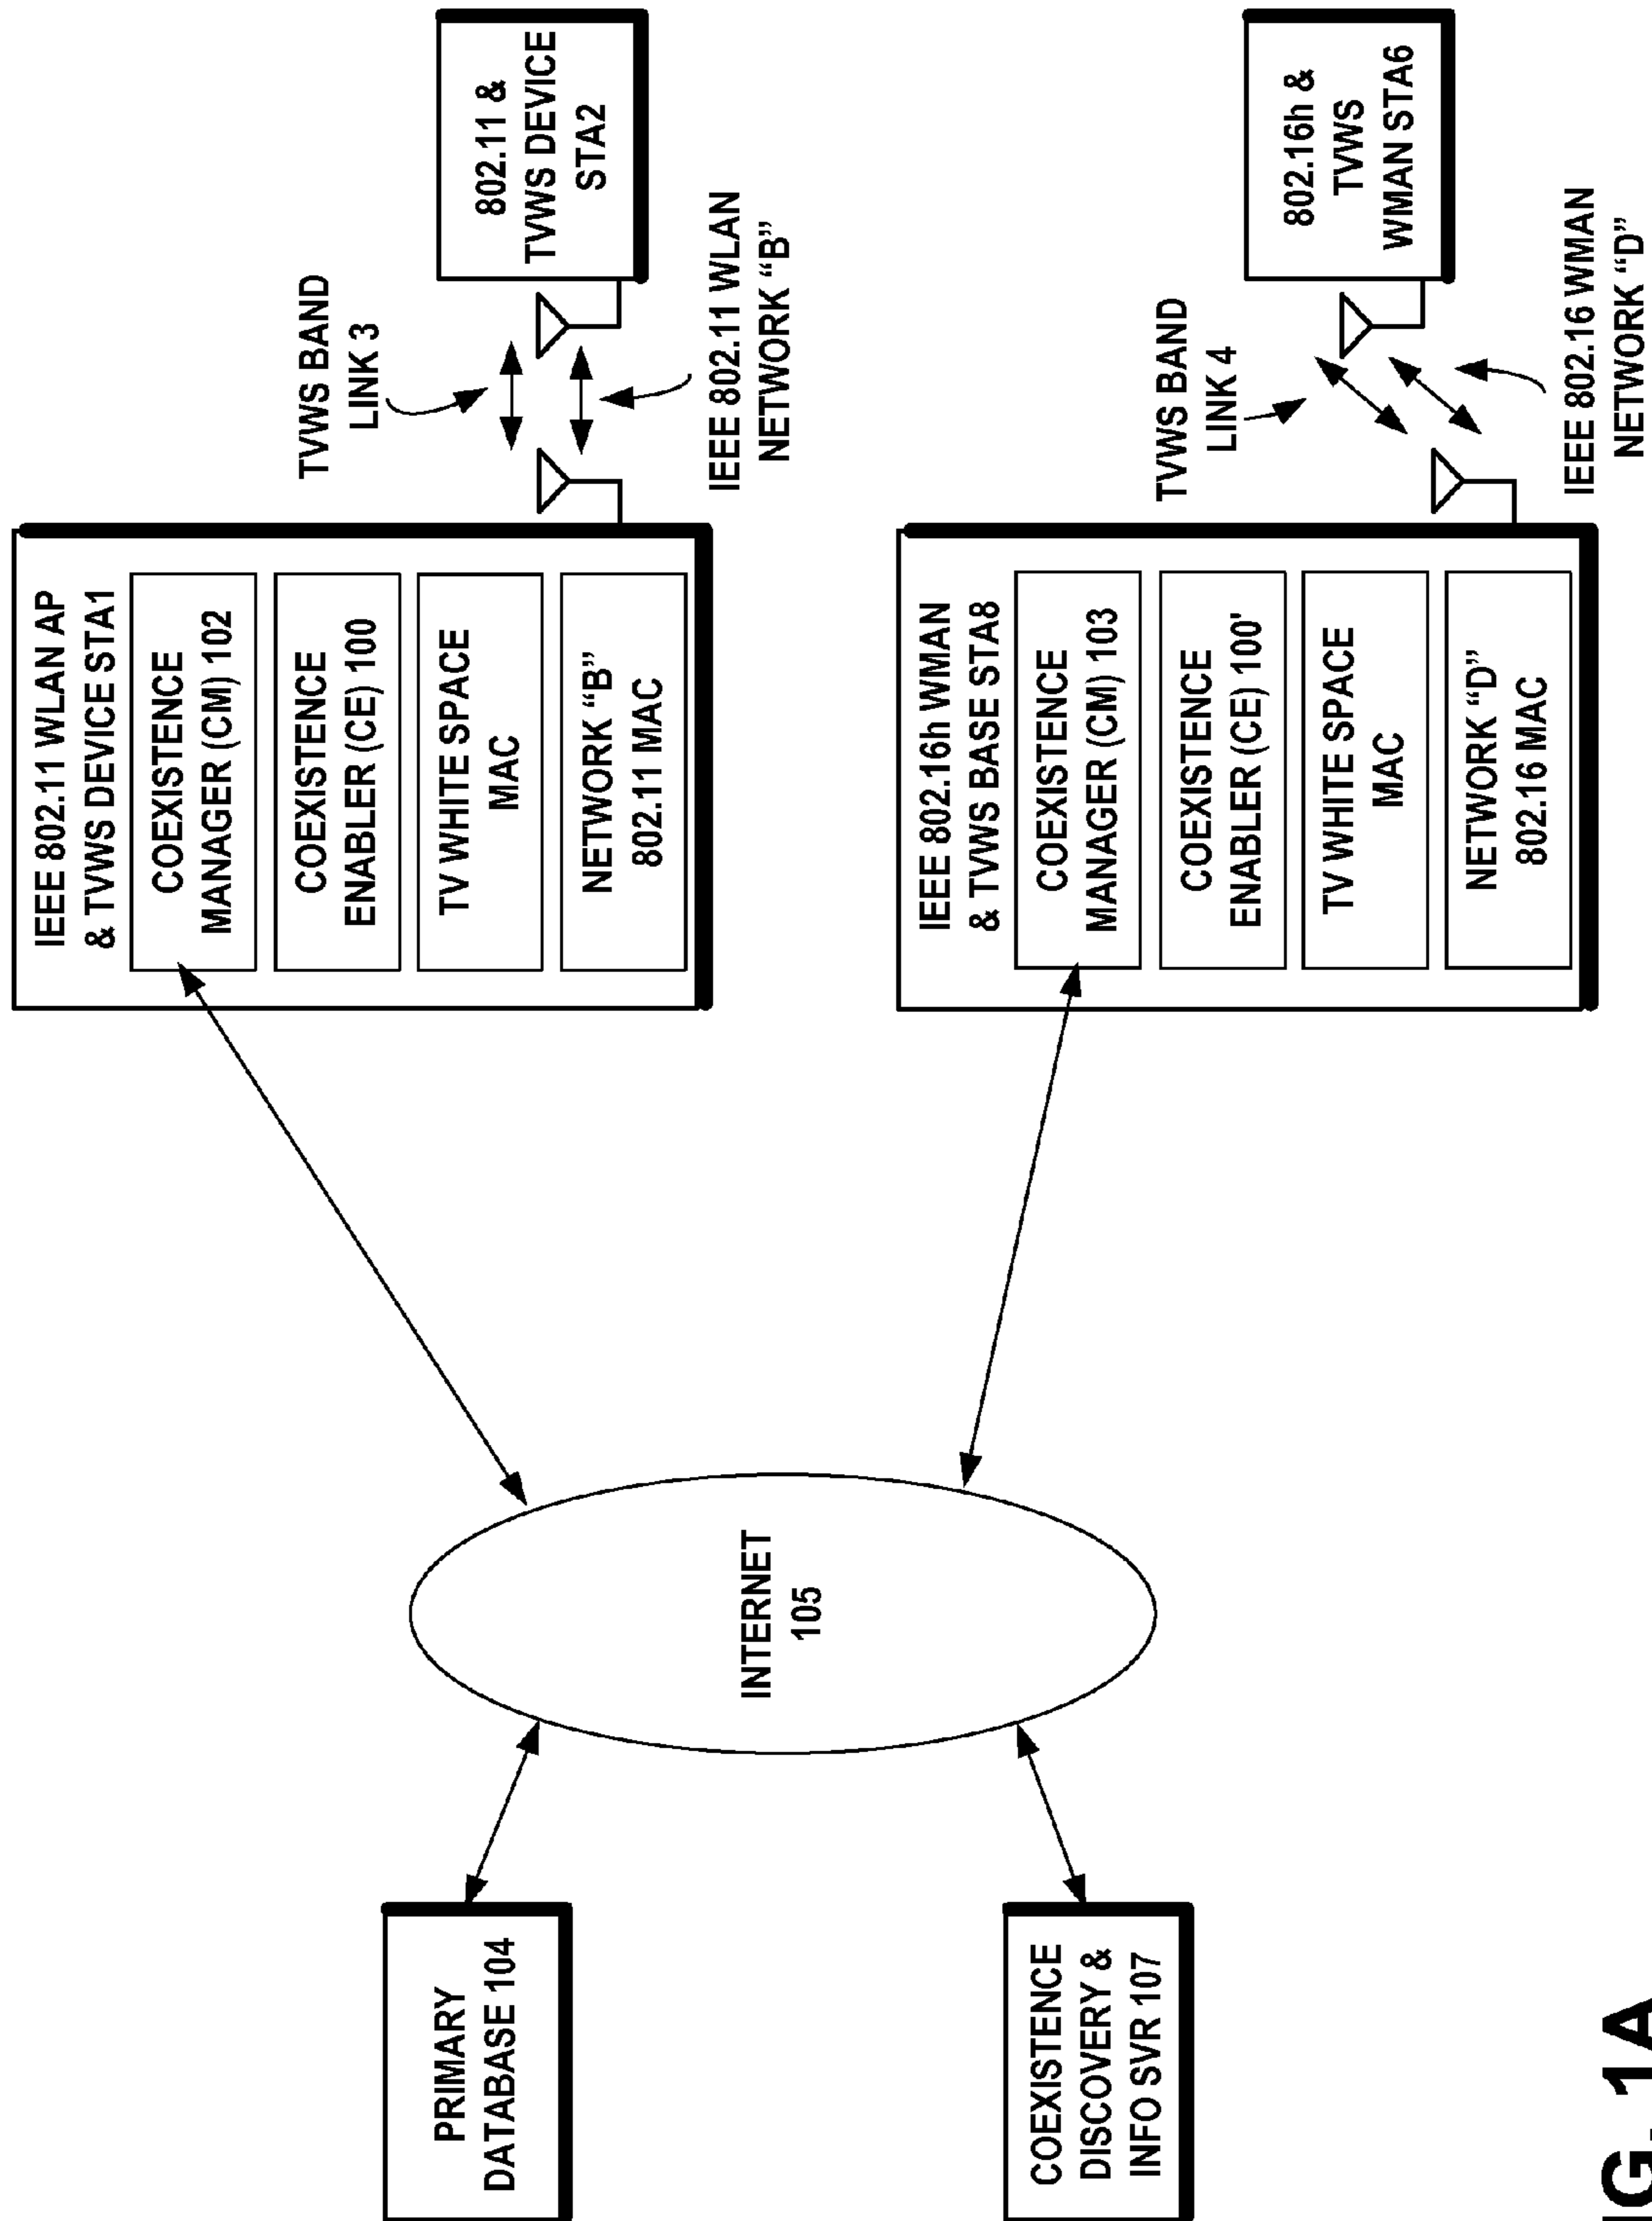 PRIMARY
DATABASE 104
COEXISTENCE
DISCOVERY &
INFO SVR 107
INTERNET
105
IEEE 802.11 WLAN AP
& TVWS DEVICE STA1
COEXISTENCE
MANAGER (CM) 102
COEXISTENCE
ENABLER (CE) 100
TV WHITE SPACE
MAC
NETWORK “B”
802.11 MAC
TVWS BAND
LINK 3
IEEE 802.11 WLAN
NETWORK “B”
802.11 &
TVWS DEVICE
STA2
IEEE 802.16h WMAN
& TVWS BASE STA8
COEXISTENCE
MANAGER (CM) 103
COEXISTENCE
ENABLER (CE) 100'
TV WHITE SPACE
MAC
NETWORK “D”
802.16 MAC
TVWS BAND
LINK 4
IEEE 802.16 WMAN
NETWORK “D”
802.16h &
TVWS
WMAN STA6
IG. 1A